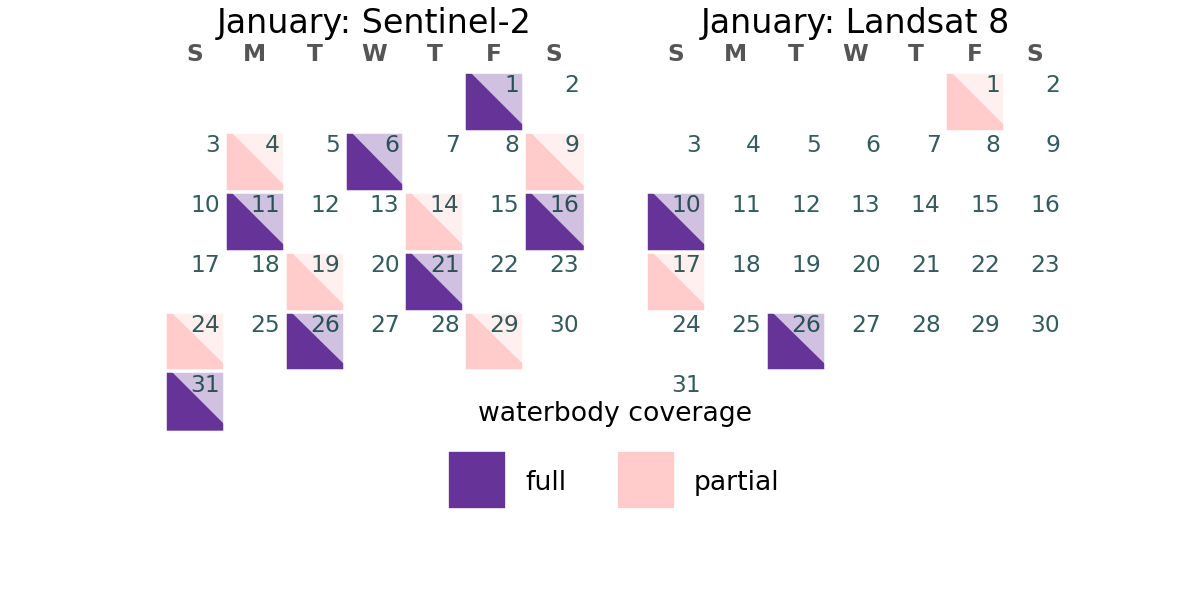 January: Sentinel-2
S M T W T F S
1 2
3 4 5 6 7 8 9
10 11 12 13 14 15 16
17 18 19 20 21 22 23
24 25 26 27 28 29 30
31
January: Landsat 8
S M T W T F S
1 2
3 4 5 6 7 8 9
10 11 12 13 14 15 16
17 18 19 20 21 22 23
24 25 26 27 28 29 30
31
waterbody coverage
full partial